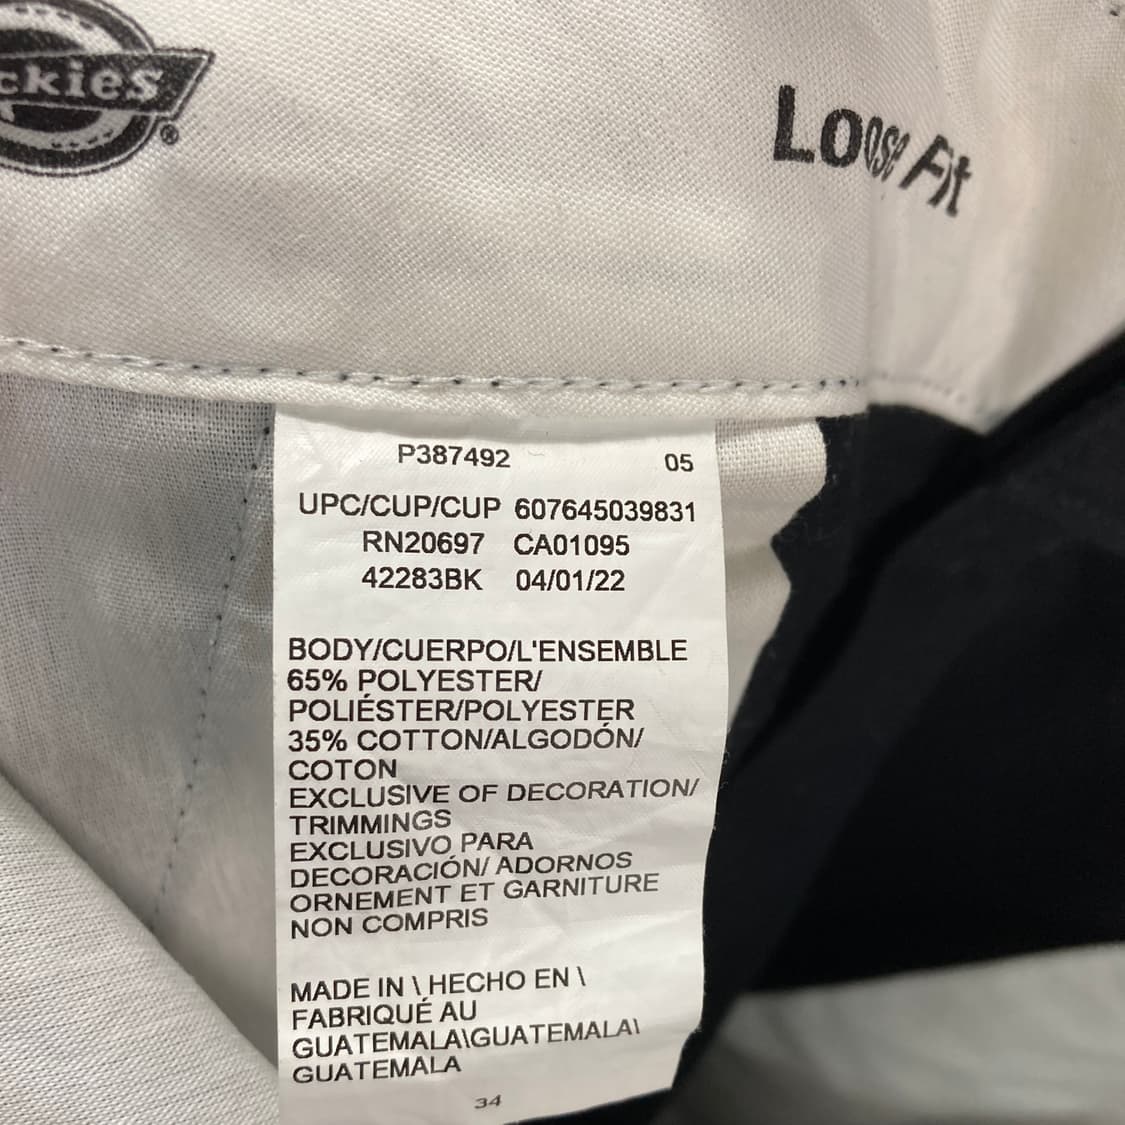 ckies®
Loose Fit
P387492 05
UPC/CUP/CUP 607645039831
RN20697 CA01095
42283BK 04/01/22
BODY/CUERPO/L'ENSEMBLE
65% POLYESTER/
POLIÉSTER/POLYESTER
35% COTTON/ALGODÓN/
COTON
EXCLUSIVE OF DECORATION/
TRIMMINGS
EXCLUSIVO PARA
DECORACIÓN/ ADORNOS
ORNEMENT ET GARNITURE
NON COMPRIS
MADE IN \ HECHO EN \
FABRIQUÉ AU
GUATEMALA\GUATEMALA\
GUATEMALA
34